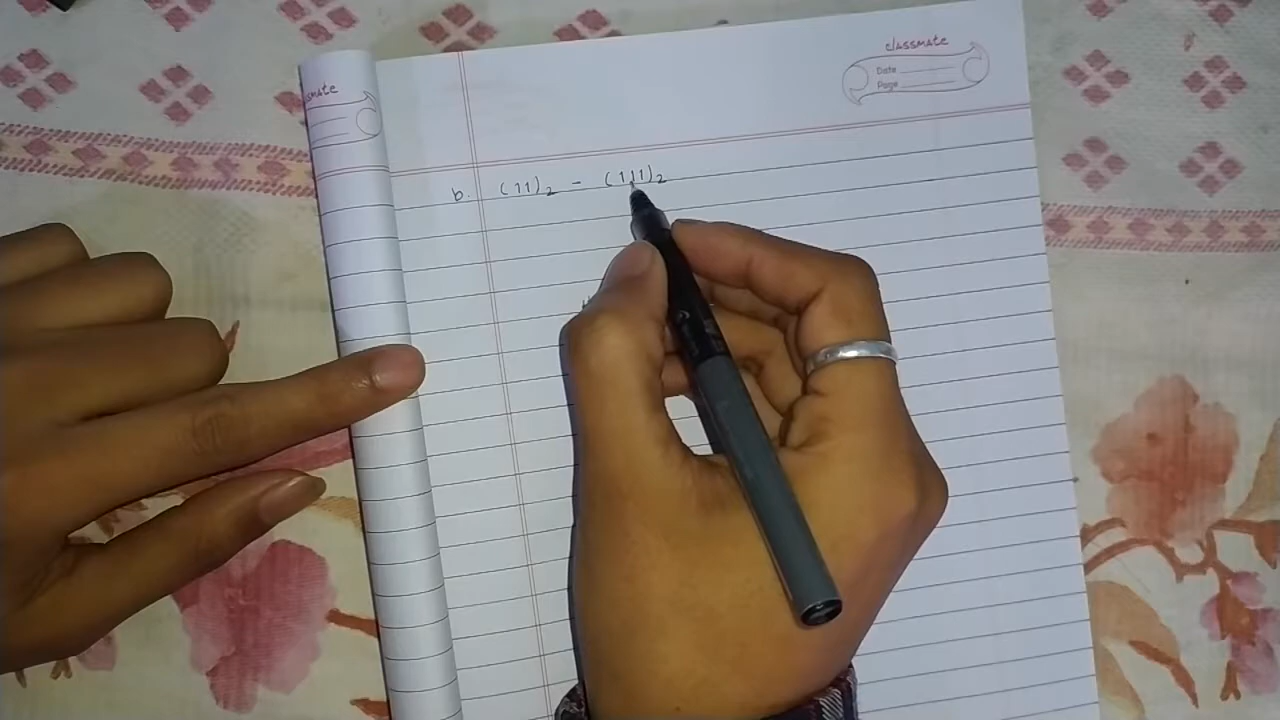 classmate
Date
Page
b. (11)₂ - (111)₂